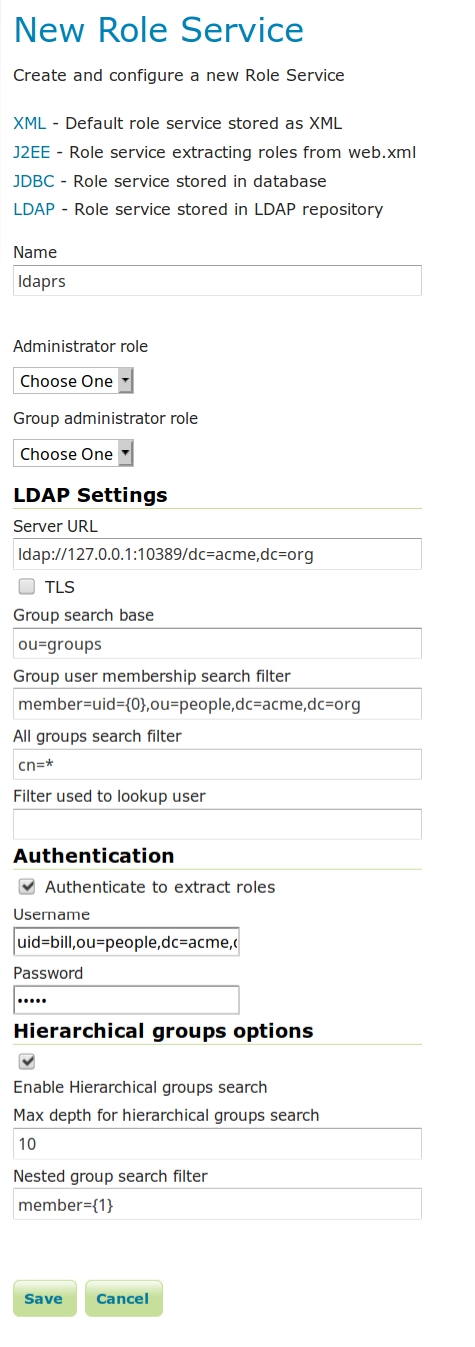 New Role Service
Create and configure a new Role Service
XML - Default role service stored as XML
J2EE - Role service extracting roles from web.xml
JDBC - Role service stored in database
LDAP - Role service stored in LDAP repository
Name
ldaprs
Administrator role
Choose One
Group administrator role
Choose One
LDAP Settings
Server URL
ldap://127.0.0.1:10389/dc=acme,dc=org
TLS
Group search base
ou=groups
Group user membership search filter
member=uid={0},ou=people,dc=acme,dc=org
All groups search filter
cn=*
Filter used to lookup user
Authentication
Authenticate to extract roles
Username
uid=bill,ou=people,dc=acme,
Password
•••••
Hierarchical groups options
Enable Hierarchical groups search
Max depth for hierarchical groups search
10
Nested group search filter
member={1}
Save Cancel